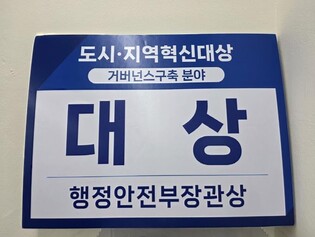 도시·지역혁신대상
거버넌스구축 분야
대 상
행정안전부장관상